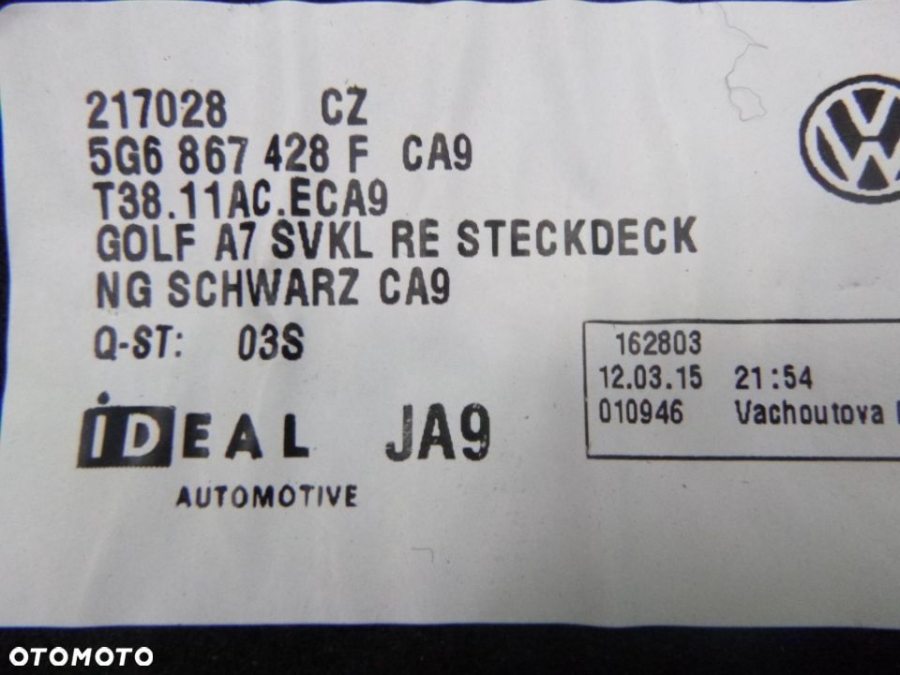 217028 CZ
5G6 867 428 F CA9
T38.11AC.ECA9
GOLF A7 SVKL RE STECKDECK
NG SCHWARZ CA9
Q-ST: 03S
162803
12.03.15 21:54
010946 Vachoutova
IDEAL JA9
AUTOMOTIVE
OTOMOTO